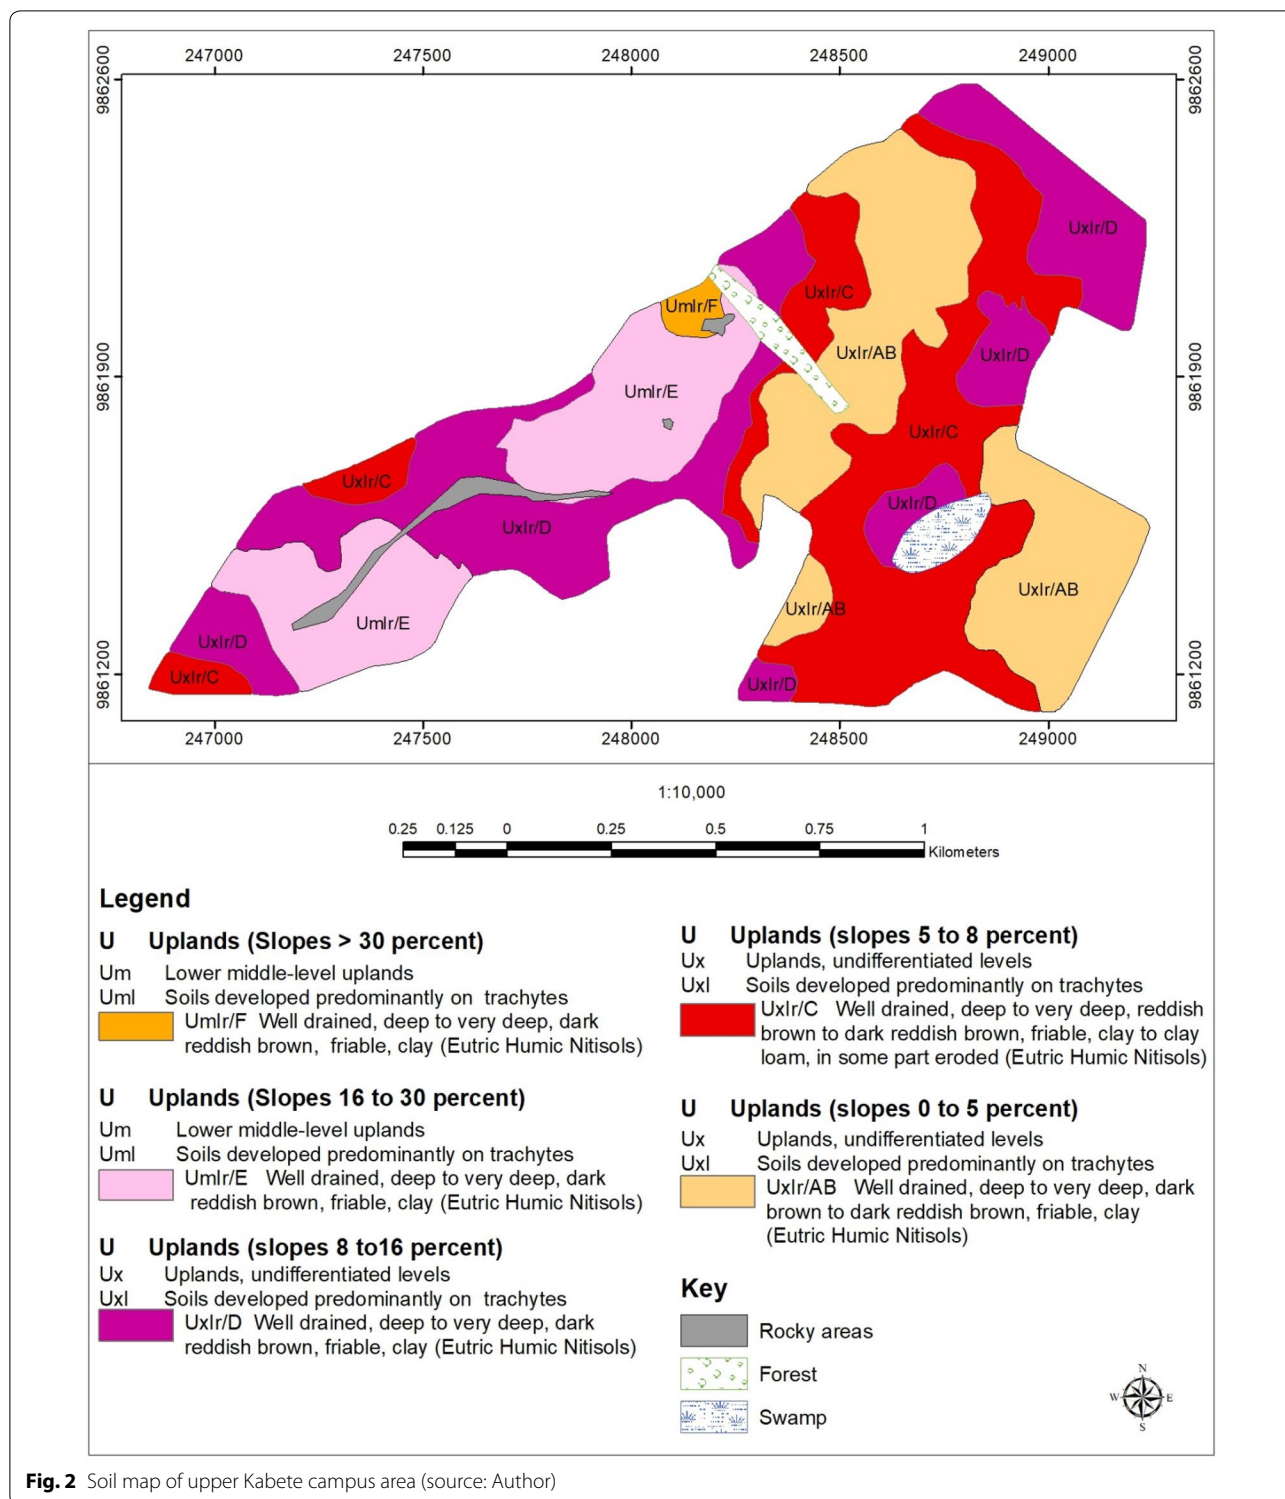 247000 247500 248000 248500 249000
9862600 9862600
UxIr/D
UmIr/F UxIr/C
UxIr/AB UxIr/D
9861900 9861900
UmIr/E
UxIr/C
UxIr/C
UxIr/D
UxIr/D
UxIr/AB
UxIr/AB
UmIr/E
UxIr/D
UxIr/C
UxIr/D
9861200 9861200
247000 247500 248000 248500 249000
1:10,000
0.25 0.125 0 0.25 0.5 0.75 1
Kilometers
Legend
U Uplands (Slopes > 30 percent)
Um Lower middle-level uplands
Uml Soils developed predominantly on trachytes
UmIr/F Well drained, deep to very deep, dark
reddish brown, friable, clay (Eutric Humic Nitisols)
U Uplands (Slopes 16 to 30 percent)
Um Lower middle-level uplands
Uml Soils developed predominantly on trachytes
UmIr/E Well drained, deep to very deep, dark
reddish brown, friable, clay (Eutric Humic Nitisols)
U Uplands (slopes 8 to16 percent)
Ux Uplands, undifferentiated levels
Uxl Soils developed predominantly on trachytes
UxIr/D Well drained, deep to very deep, dark
reddish brown, friable, clay (Eutric Humic Nitisols)
U Uplands (slopes 5 to 8 percent)
Ux Uplands, undifferentiated levels
Uxl Soils developed predominantly on trachytes
UxIr/C Well drained, deep to very deep, reddish
brown to dark reddish brown, friable, clay to clay
loam, in some part eroded (Eutric Humic Nitisols)
U Uplands (slopes 0 to 5 percent)
Ux Uplands, undifferentiated levels
Uxl Soils developed predominantly on trachytes
UxIr/AB Well drained, deep to very deep, dark
brown to dark reddish brown, friable, clay
(Eutric Humic Nitisols)
Key
Rocky areas
Forest
Swamp
N
W E
S
Fig. 2 Soil map of upper Kabete campus area (source: Author)